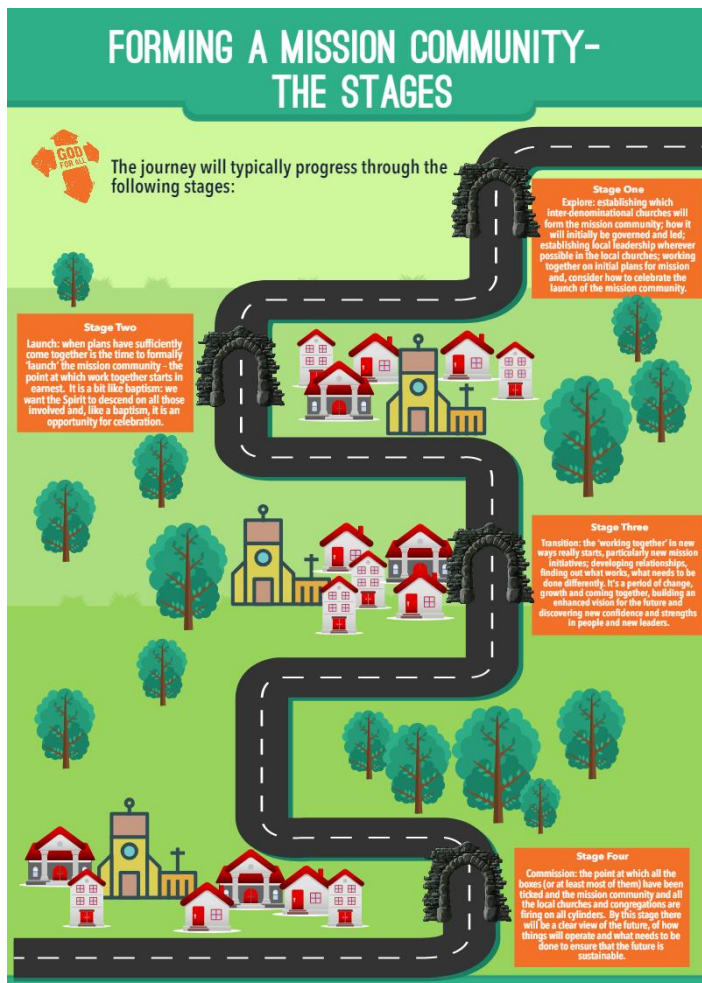 FORMING A MISSION COMMUNITY-
THE STAGES
GOD
FOR ALL
The journey will typically progress through the
following stages:
Stage One
Explore: establishing which
inter-denominational churches will
form the mission community; how it
will initially be governed and led;
establishing local leadership wherever
possible in the local churches; working
together on initial plans for mission
and, consider how to celebrate the
launch of the mission community.
Stage Two
Launch: when plans have sufficiently
come together is the time to formally
'launch' the mission community – the
point at which work together starts in
earnest. It is a bit like baptism: we
want the Spirit to descend on all those
involved and, like a baptism, it is an
opportunity for celebration.
Stage Three
Transition: the 'working together' in new
ways really starts, particularly new mission
initiatives; developing relationships,
finding out what works, what needs to be
done differently. It's a period of change,
growth and coming together, building an
enhanced vision for the future and
discovering new confidence and strengths
in people and new leaders.
Stage Four
Commission: the point at which all the
boxes (or at least most of them) have been
ticked and the mission community and all
the local churches and congregations are
firing on all cylinders. By this stage there
will be a clear view of the future, of how
things will operate and what needs to be
done to ensure that the future is
sustainable.